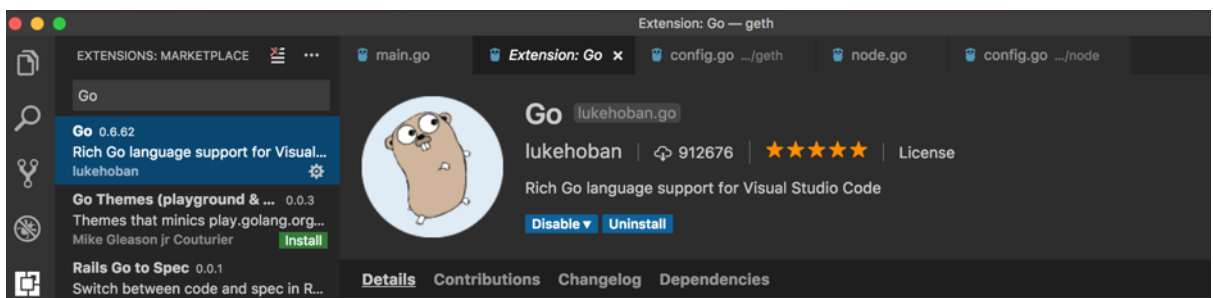 Extension: Go — geth
EXTENSIONS: MARKETPLACE
main.go
Extension: Go
config.go .../geth
node.go
config.go .../node
Go
Go 0.6.62
Rich Go language support for Visual...
lukehoban
Go Themes (playground & ... 0.0.3
Themes that minics play.golang.org...
Mike Gleason jr Couturier
Install
Rails Go to Spec 0.0.1
Switch between code and spec in R...
Go lukehoban.go
lukehoban 912676 License
Rich Go language support for Visual Studio Code
Disable Uninstall
Details Contributions Changelog Dependencies